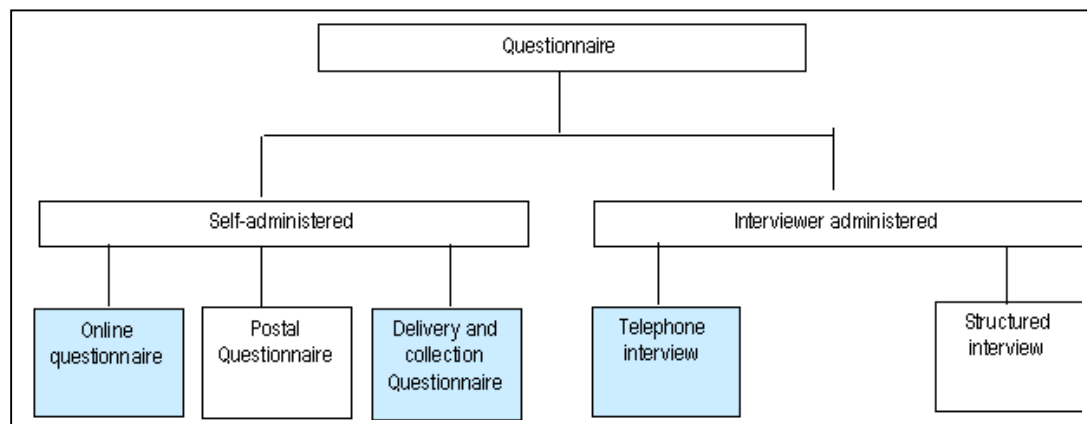 Questionnaire
Self-administered
Interviewer administered
Online
questionnaire
Postal
Questionnaire
Delivery and
collection
Questionnaire
Telephone
interview
Structured
interview